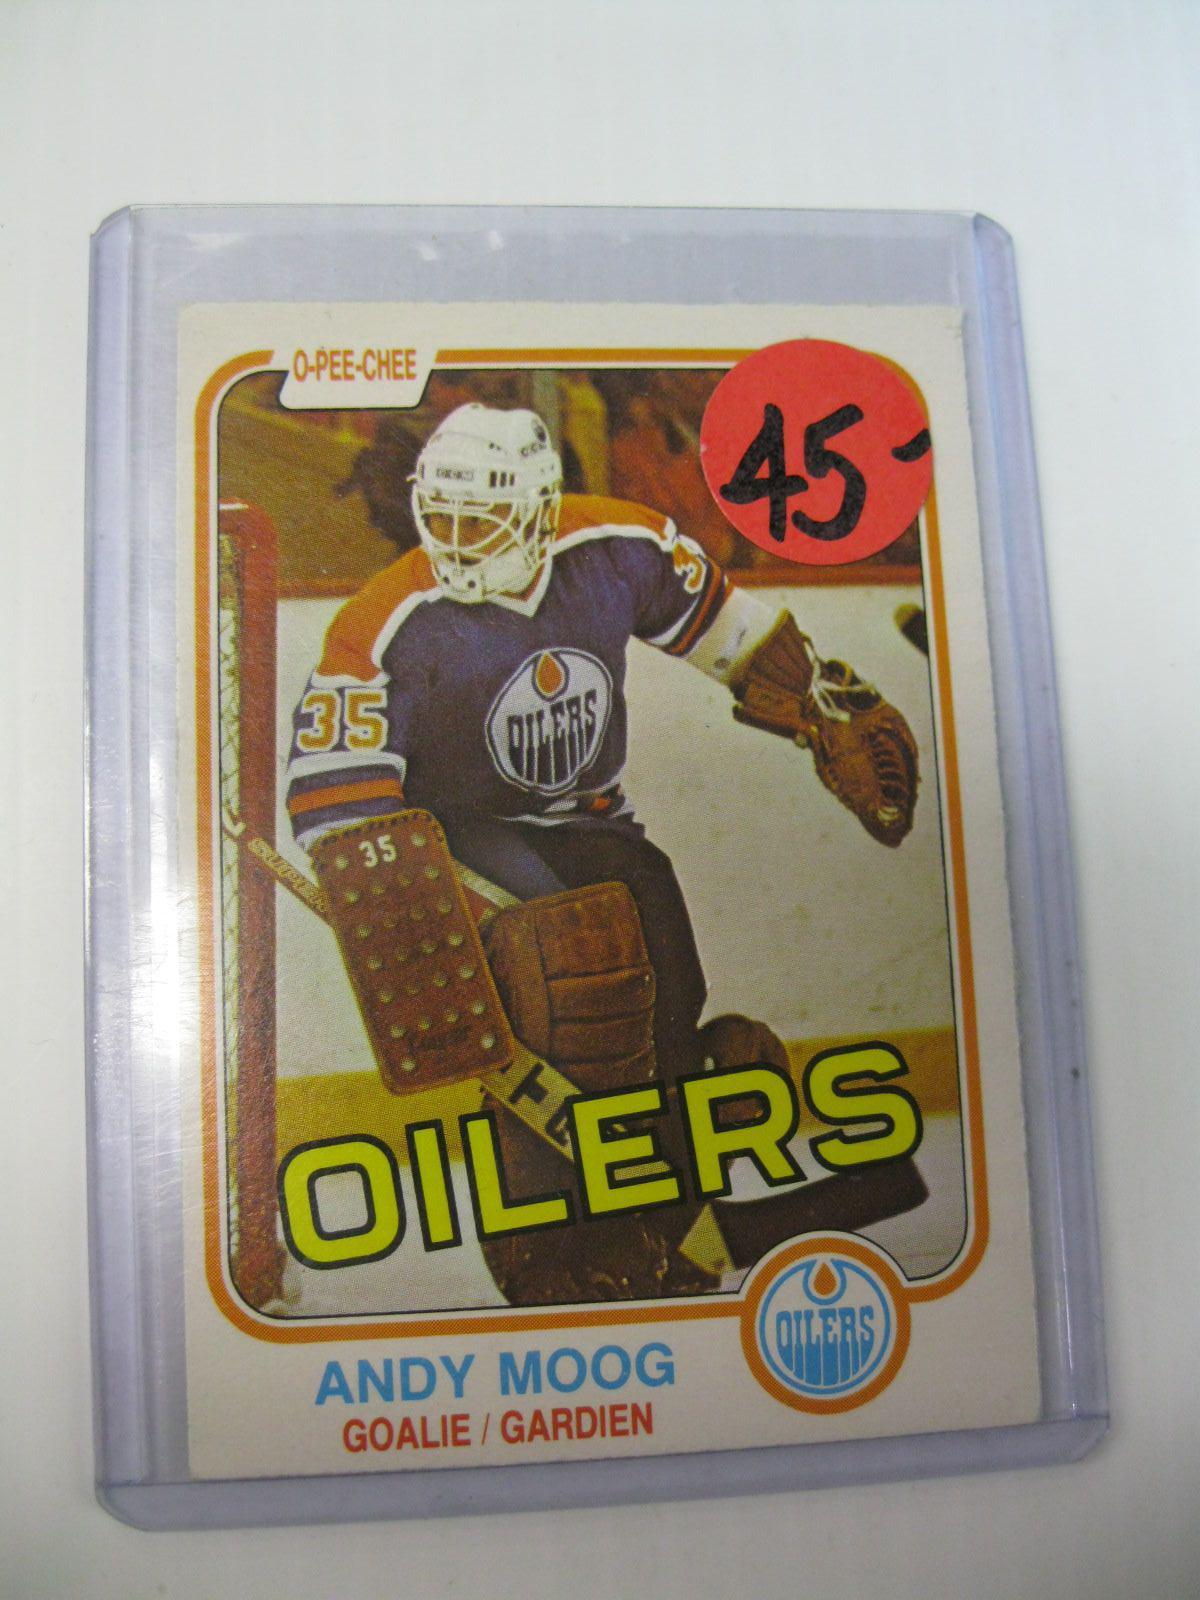 O-PEE-CHEE
45-
35
35
OILERS
35
OILERS
OILERS
ANDY MOOG
GOALIE / GARDIEN